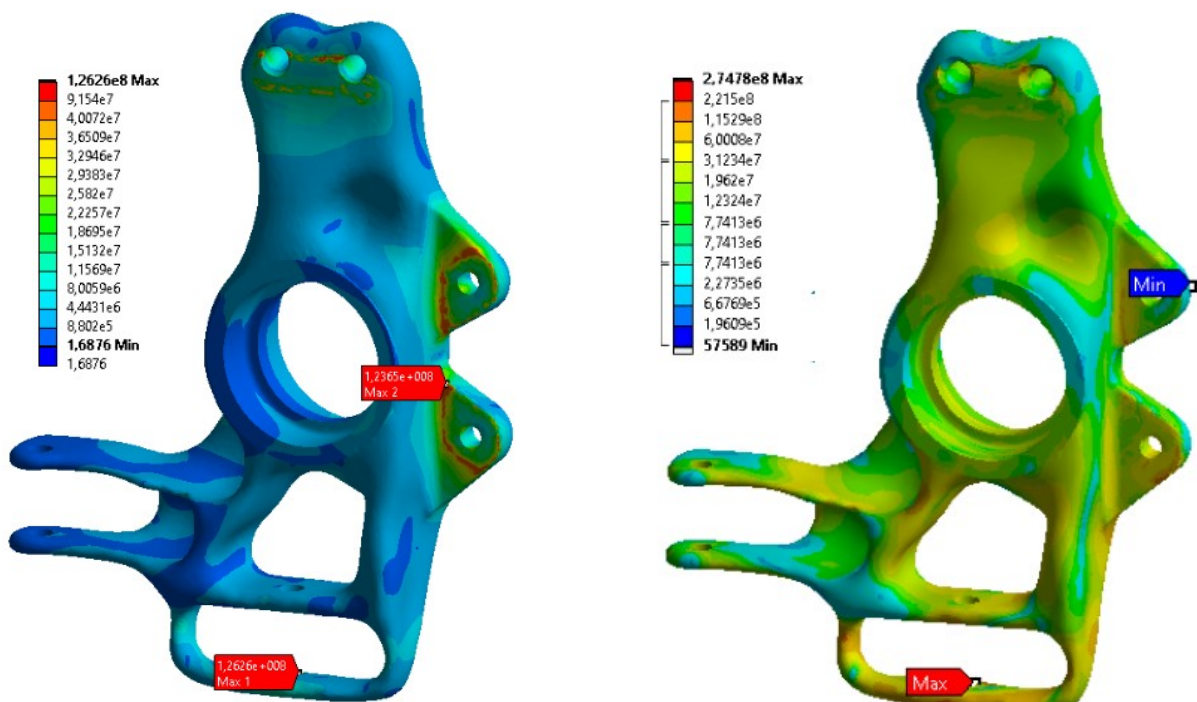 1,2626e8 Max
9,154e7
4,0072e7
3,6509e7
3,2946e7
2,9383e7
2,582e7
2,2257e7
1,8695e7
1,5132e7
1,1569e7
8,0059e6
4,4431e6
8,802e5
1,6876 Min
1,6876
1,2365e+008
Max 2
1,2626e+008
Max 1
2,7478e8 Max
2,215e8
1,1529e8
6,0008e7
3,1234e7
1,962e7
1,2324e7
7,7413e6
7,7413e6
7,7413e6
2,2735e6
6,6769e5
1,9609e5
57589 Min
Min
Max